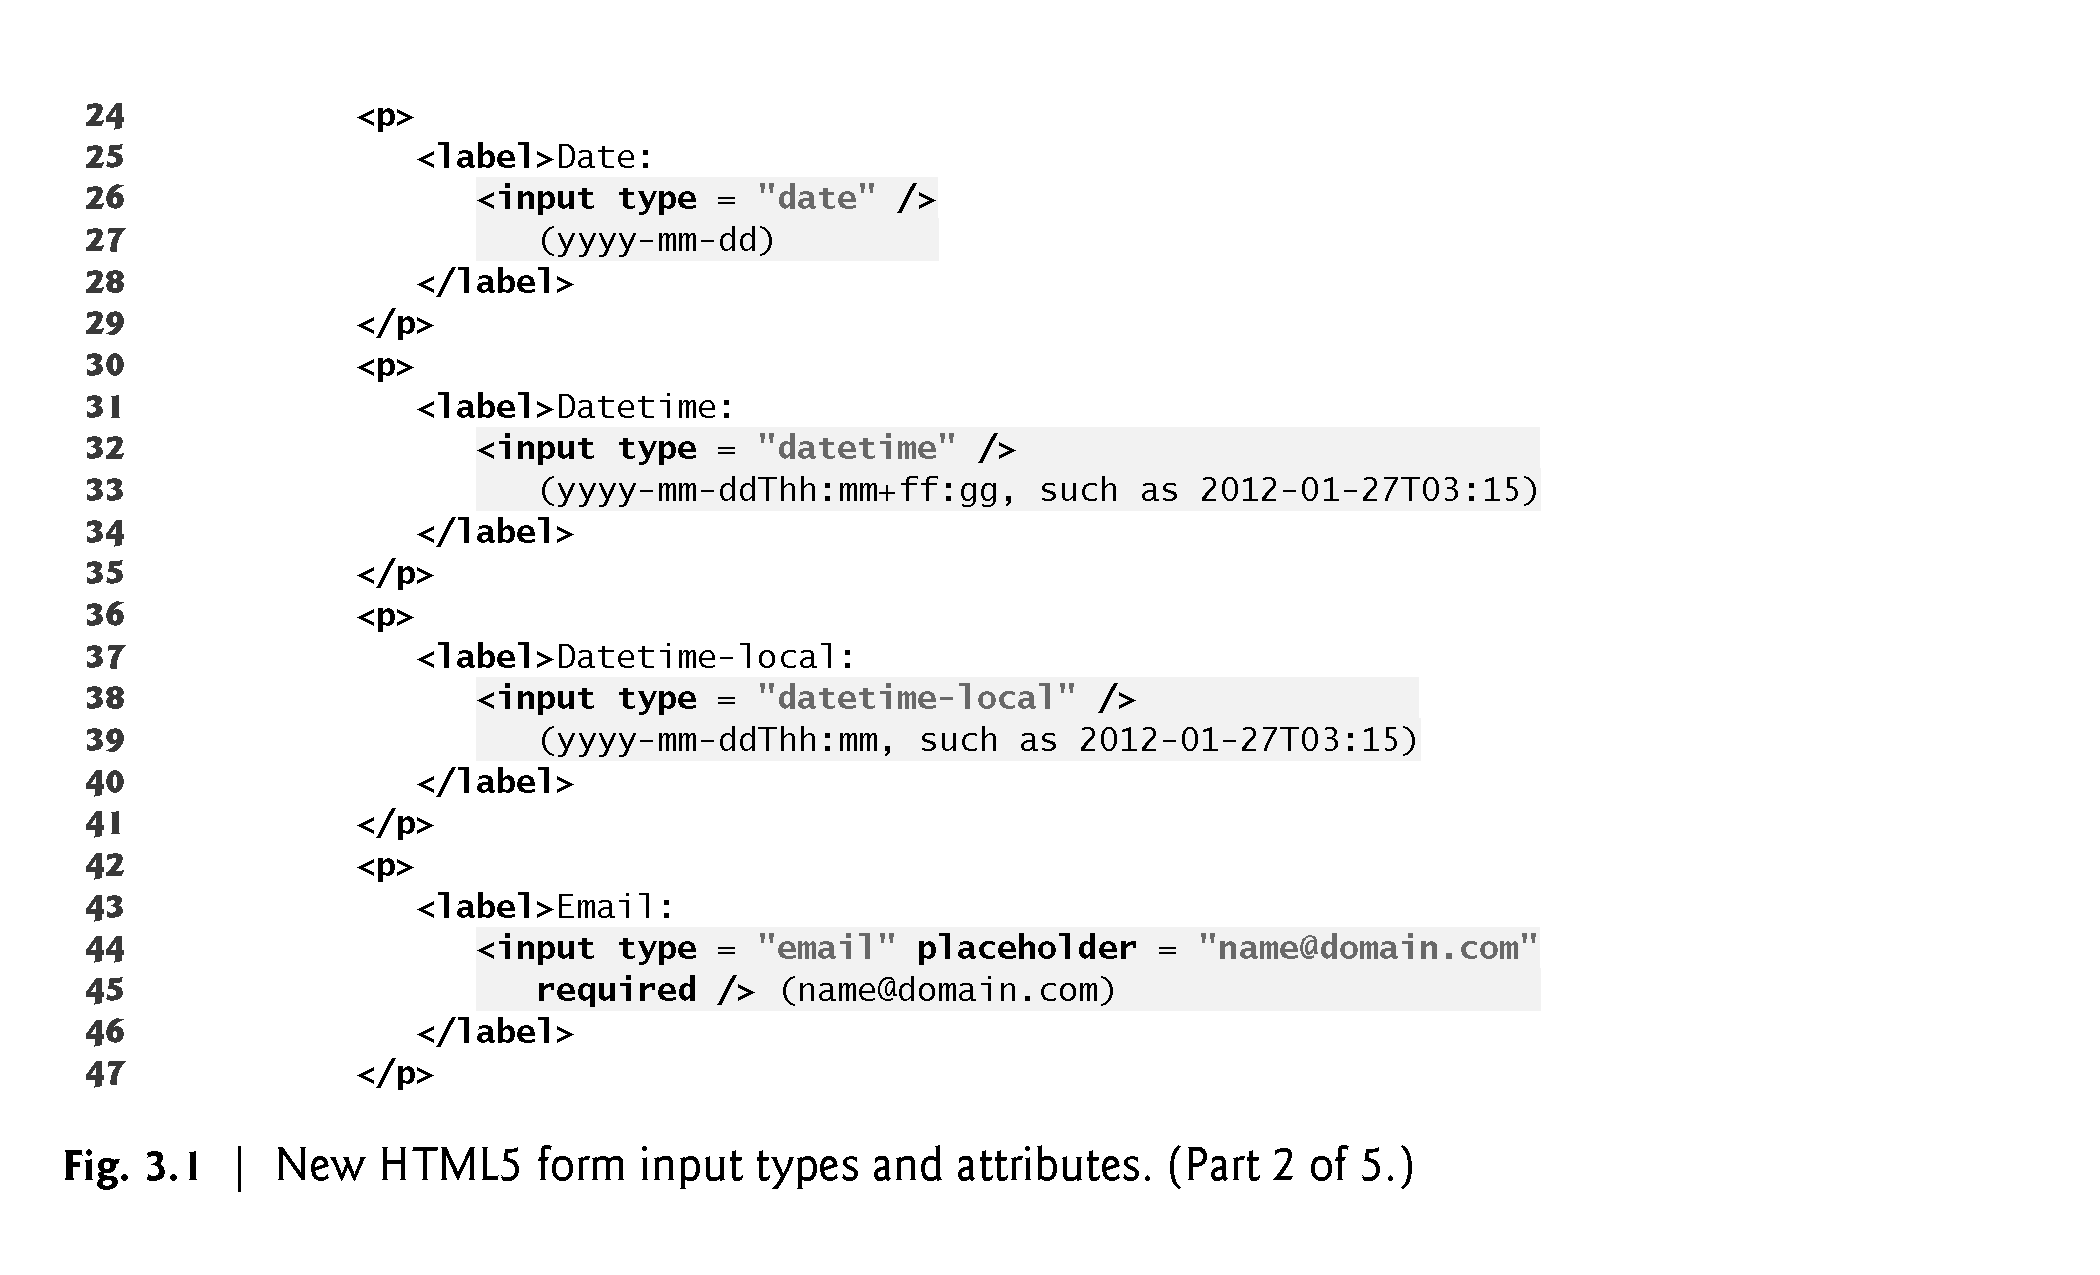 24 <p>
25 <label>Date:
26 <input type = "date" />
27 (yyyy-mm-dd)
28 </label>
29 </p>
30 <p>
31 <label>Datetime:
32 <input type = "datetime" />
33 (yyyy-mm-ddThh:mm+ff:gg, such as 2012-01-27T03:15)
34 </label>
35 </p>
36 <p>
37 <label>Datetime-local:
38 <input type = "datetime-local" />
39 (yyyy-mm-ddThh:mm, such as 2012-01-27T03:15)
40 </label>
41 </p>
42 <p>
43 <label>Email:
44 <input type = "email" placeholder = "name@domain.com"
45 required /> (name@domain.com)
46 </label>
47 </p>
Fig. 3.1 | New HTML5 form input types and attributes. (Part 2 of 5.)